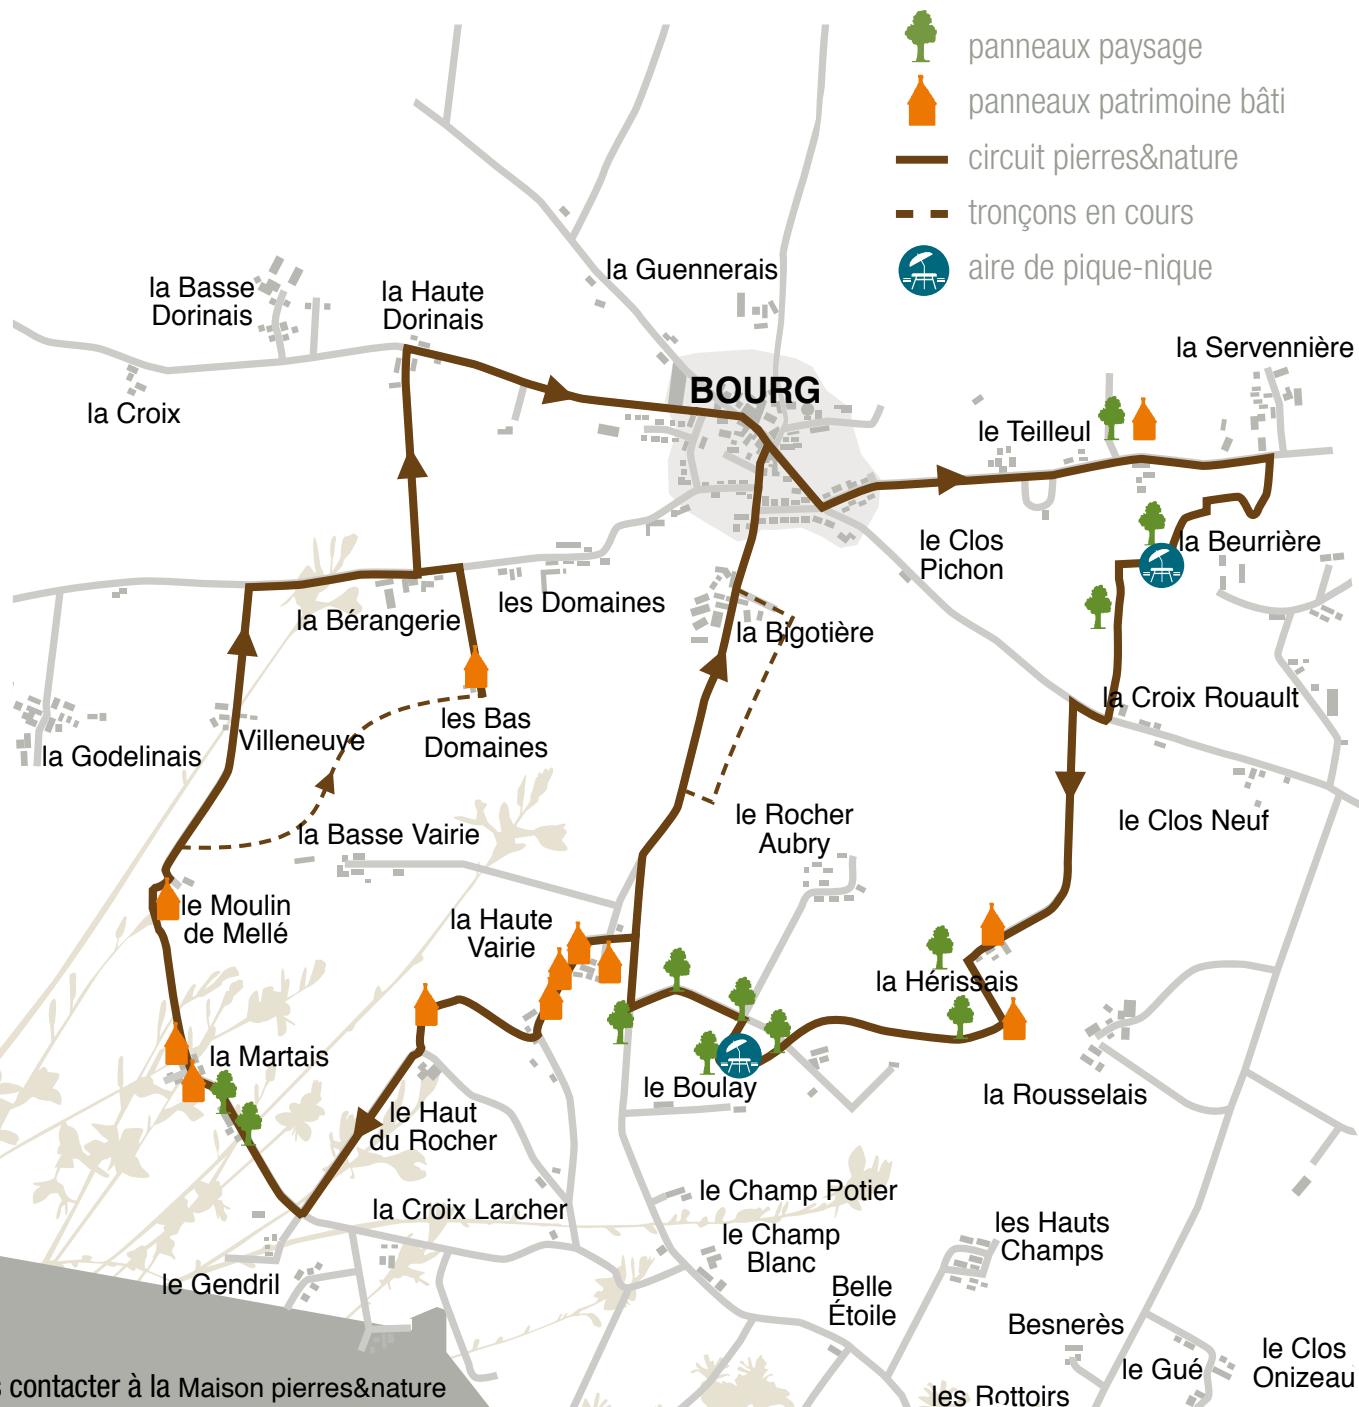 panneaux paysage
panneaux patrimoine bâti
circuit pierres&nature
tronçons en cours
aire de pique-nique
la Guennerais
la Basse
Dorinais
la Haute
Dorinais
la Servennière
BOURG
la Croix
le Teilleul
le Clos
Pichon
la Beurrière
les Domaines
la Bérangerie
la Bigotière
la Croix Rouault
les Bas
Domaines
Villeneuve
la Godelinais
le Rocher
Aubry
le Clos Neuf
la Basse Vairie
le Moulin
de Mellé
la Haute
Vairie
la Hérissais
la Martais
le Boulay
la Rousselais
le Haut
du Rocher
la Croix Larcher
le Champ Potier
le Champ
Blanc
les Hauts
Champs
le Gendril
Belle
Étoile
Besnerès
le Gué
le Clos
Onizeau
les Rottoirs
s contacter à la Maison pierres&nature